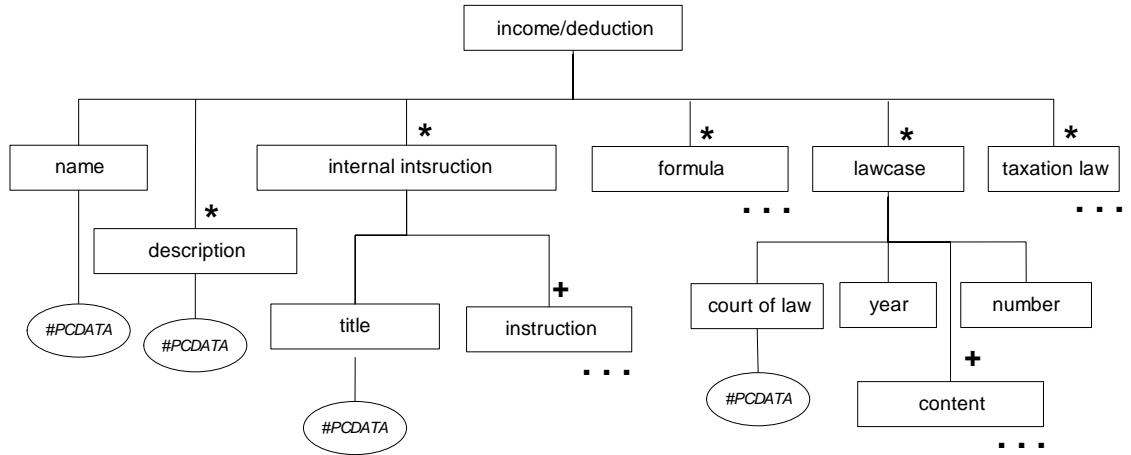 income/deduction
*
*
*
*
name
internal intsruction
formula
lawcase
taxation law
. . .
. . .
*
description
+
court of law
year
number
#PCDATA
#PCDATA
title
instruction
. . .
+
#PCDATA
content
#PCDATA
. . .